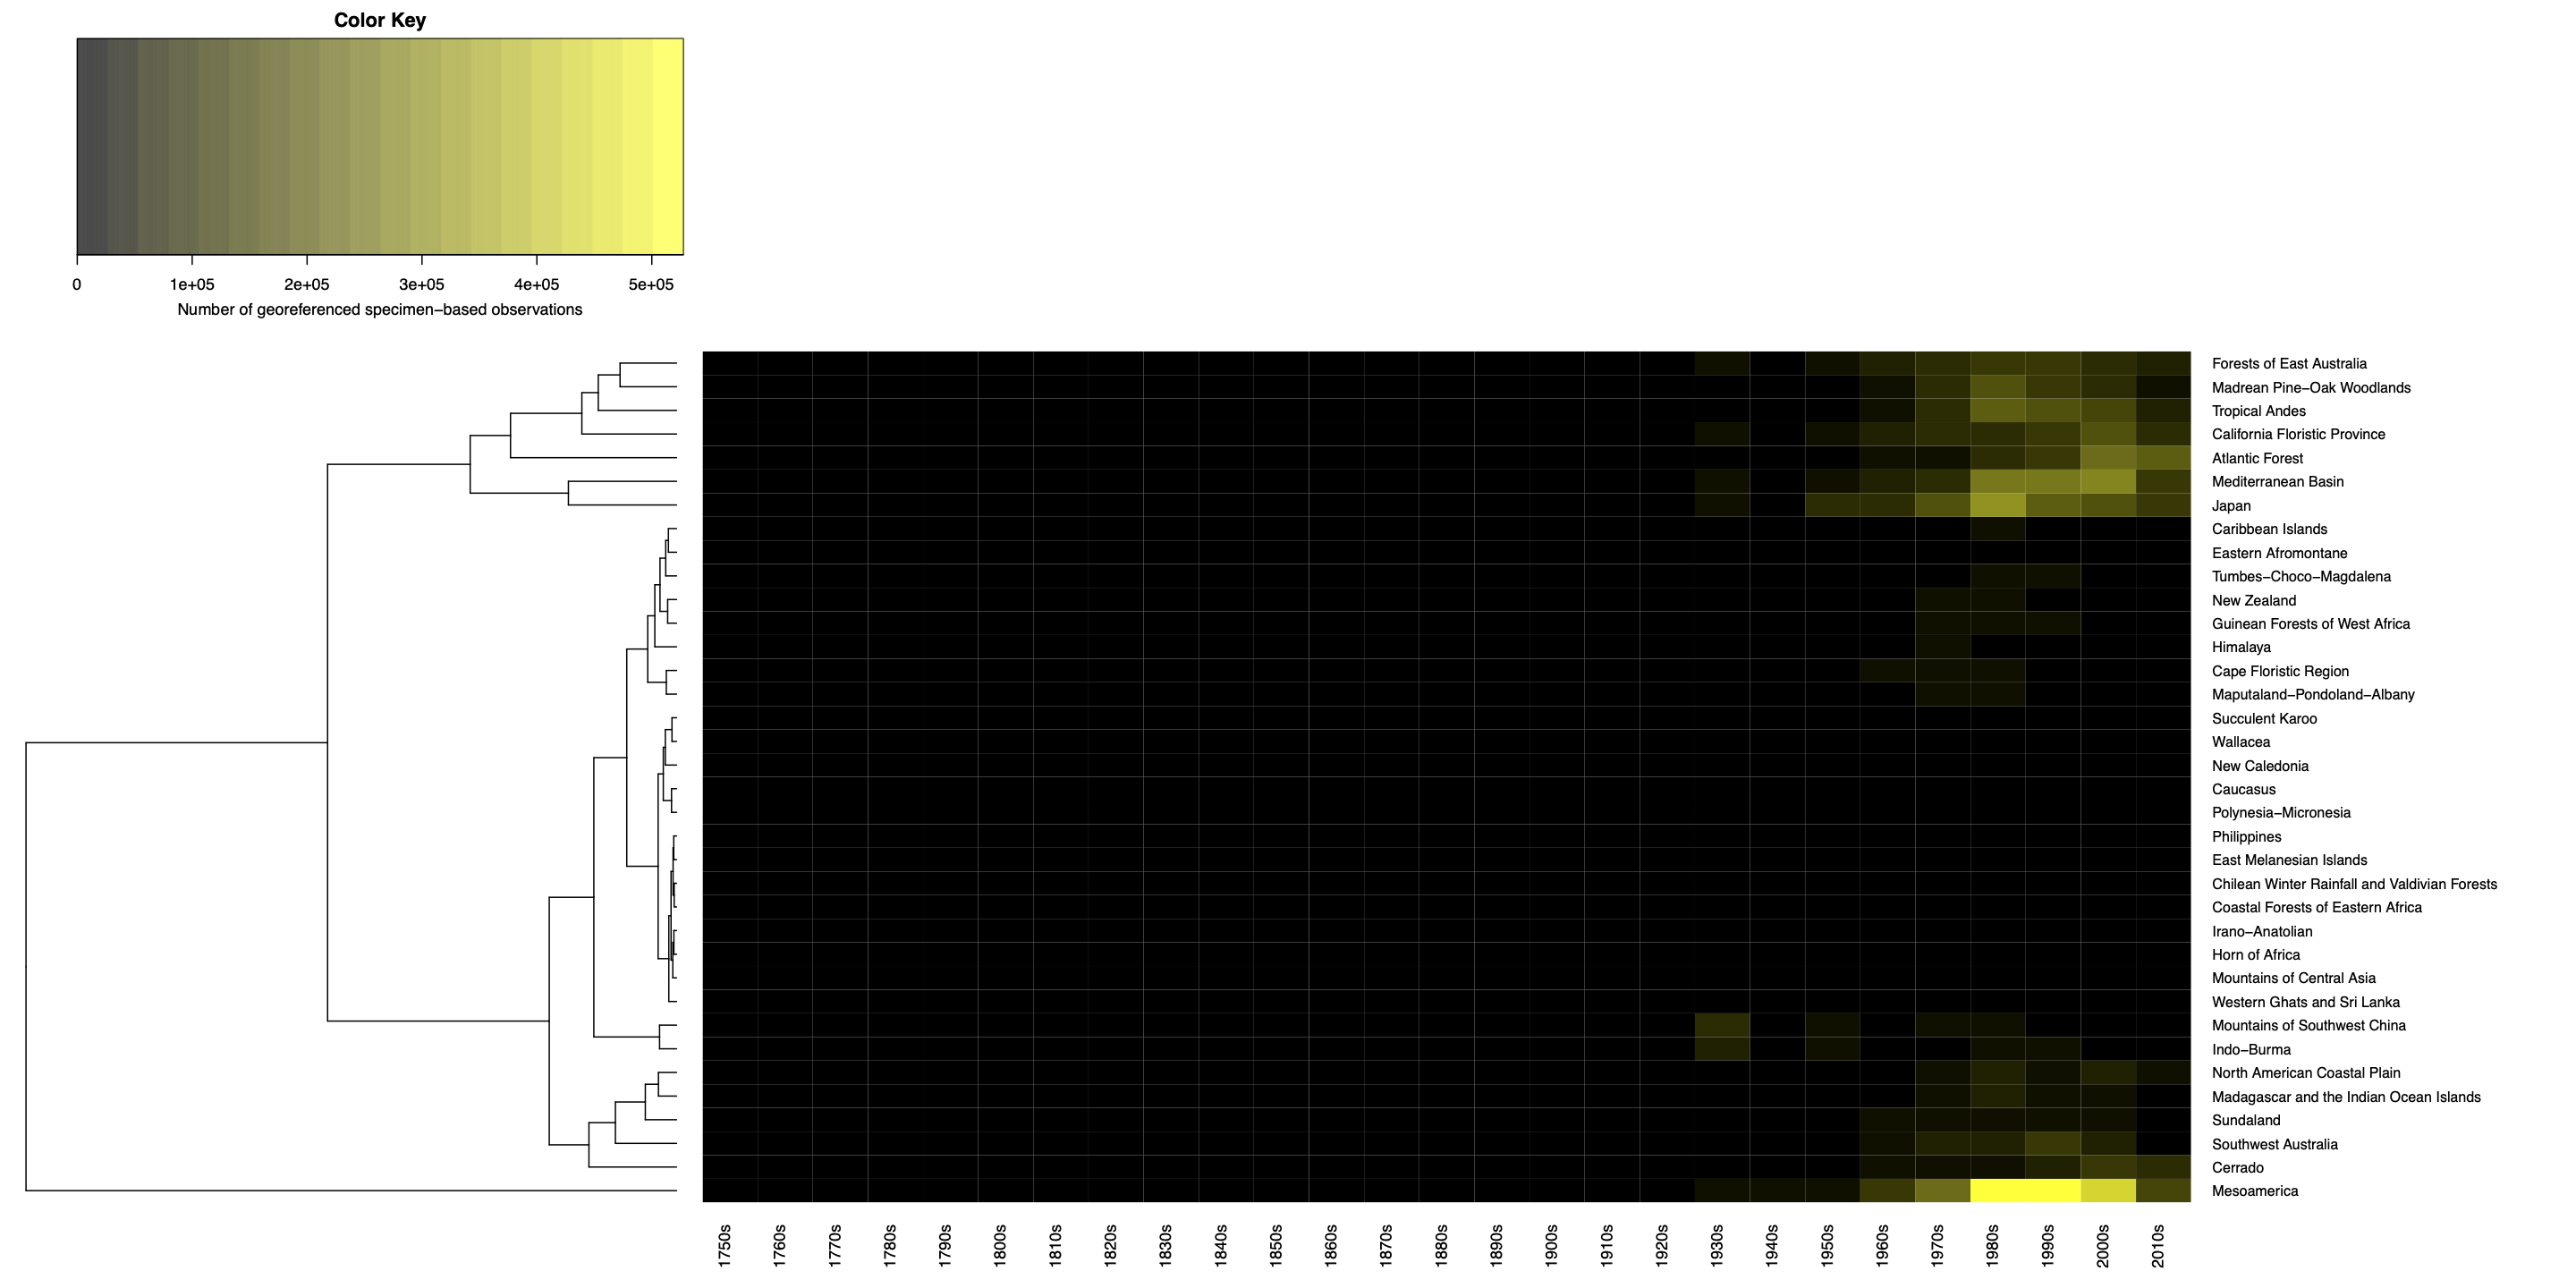 Color Key
0 1e+05 2e+05 3e+05 4e+05 5e+05
Number of georeferenced specimen−based observations
Forests of East Australia
Madrean Pine−Oak Woodlands
Tropical Andes
California Floristic Province
Atlantic Forest
Mediterranean Basin
Japan
Caribbean Islands
Eastern Afromontane
Tumbes−Choco−Magdalena
New Zealand
Guinean Forests of West Africa
Himalaya
Cape Floristic Region
Maputaland−Pondoland−Albany
Succulent Karoo
Wallacea
New Caledonia
Caucasus
Polynesia−Micronesia
Philippines
East Melanesian Islands
Chilean Winter Rainfall and Valdivian Forests
Coastal Forests of Eastern Africa
Irano−Anatolian
Horn of Africa
Mountains of Central Asia
Western Ghats and Sri Lanka
Mountains of Southwest China
Indo−Burma
North American Coastal Plain
Madagascar and the Indian Ocean Islands
Sundaland
Southwest Australia
Cerrado
Mesoamerica
1750s
1760s
1770s
1780s
1790s
1800s
1810s
1820s
1830s
1840s
1850s
1860s
1870s
1880s
1890s
1900s
1910s
1920s
1930s
1940s
1950s
1960s
1970s
1980s
1990s
2000s
2010s